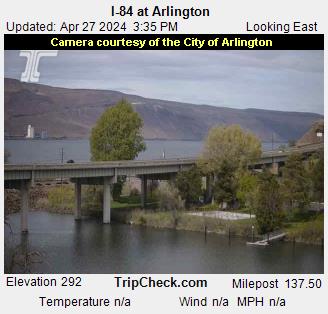 I-84 at Arlington
Updated: Apr 27 2024 3:35 PM Looking East
Camera courtesy of the City of Arlington
Elevation 292 TripCheck.com Milepost 137.50
Temperature n/a Wind n/a MPH n/a